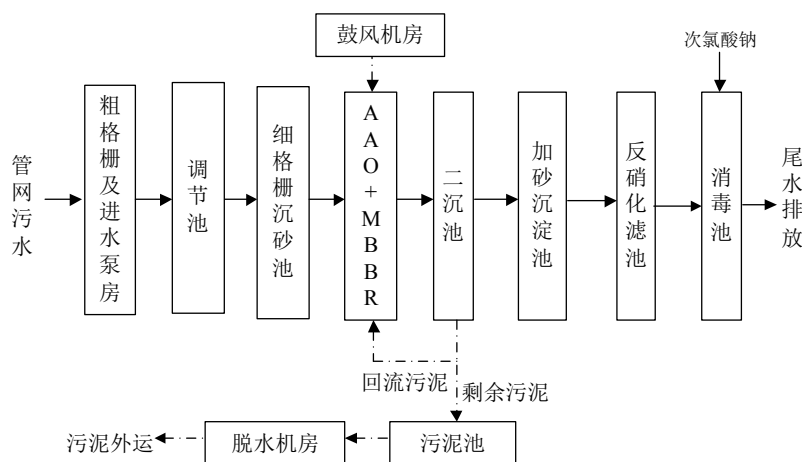 鼓风机房
次氯酸钠
管网污水
粗格栅及进水泵房
调节池
细格栅沉砂池
AAO+MBBR
二沉池
加砂沉淀池
反硝化滤池
消毒池
尾水排放
回流污泥
剩余污泥
污泥外运
脱水机房
污泥池